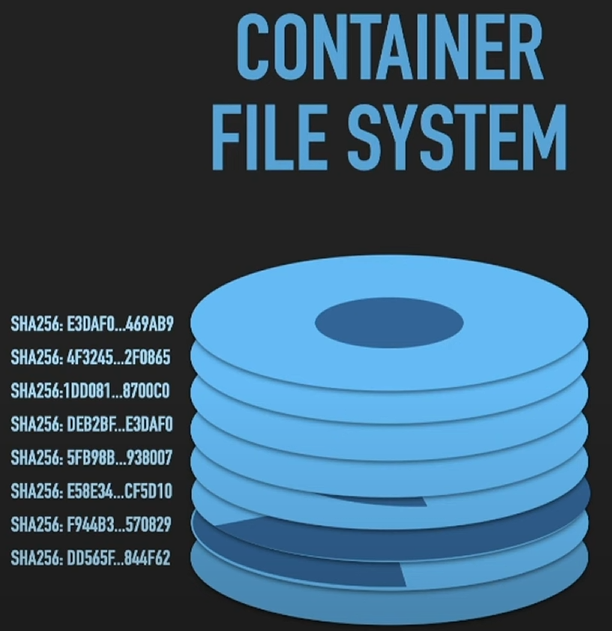 CONTAINER
FILE SYSTEM
SHA256: E3DAF0...469AB9
SHA256: 4F3245...2F0865
SHA256:1DD081...8700C0
SHA256: DEB2BF...E3DAF0
SHA256: 5FB98B...938007
SHA256: E58E34...CF5D10
SHA256: F944B3...570829
SHA256: DD565F...844F62